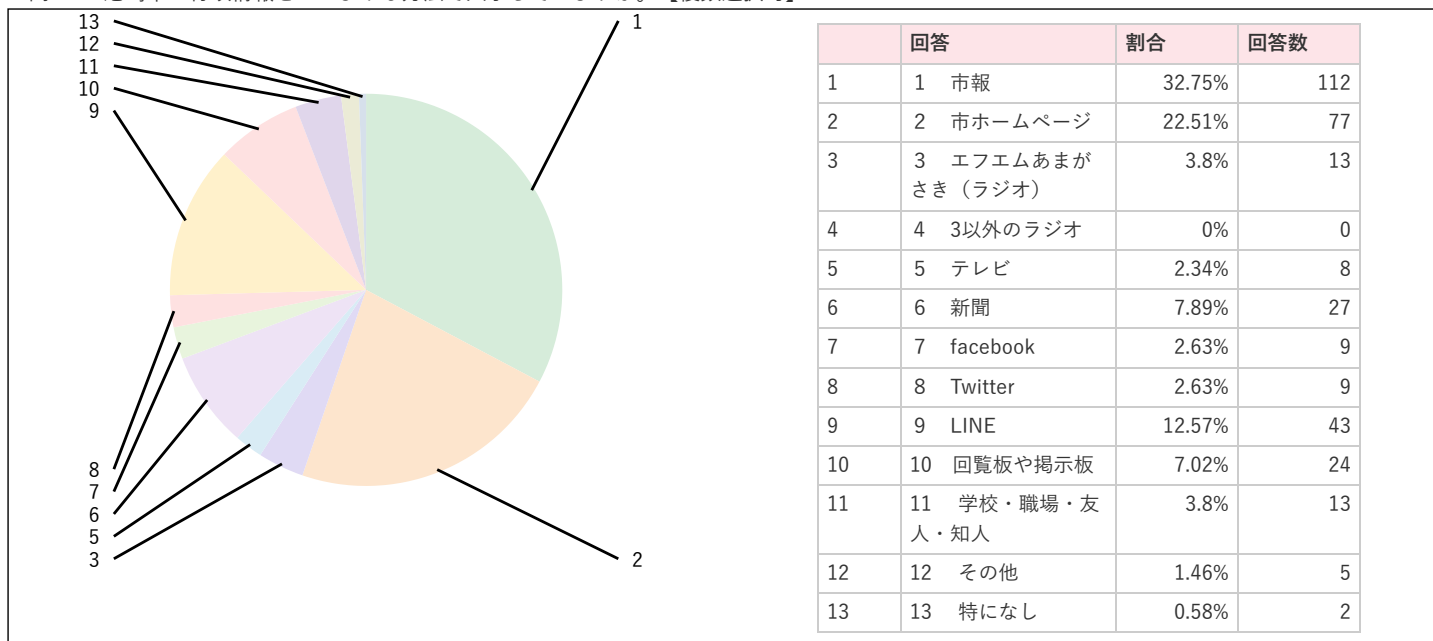 13
12
11
10
9
1
8
7
6
5
3
2
回答 割合 回答数
1 1 市報 32.75% 112
2 2 市ホームページ 22.51% 77
3 3 エフエムあまが 3.8% 13
さき（ラジオ）
4 4 3以外のラジオ 0% 0
5 5 テレビ 2.34% 8
6 6 新聞 7.89% 27
7 7 facebook 2.63% 9
8 8 Twitter 2.63% 9
9 9 LINE 12.57% 43
10 10 回覧板や掲示板 7.02% 24
11 11 学校・職場・友 3.8% 13
人・知人
12 12 その他 1.46% 5
13 13 特になし 0.58% 2